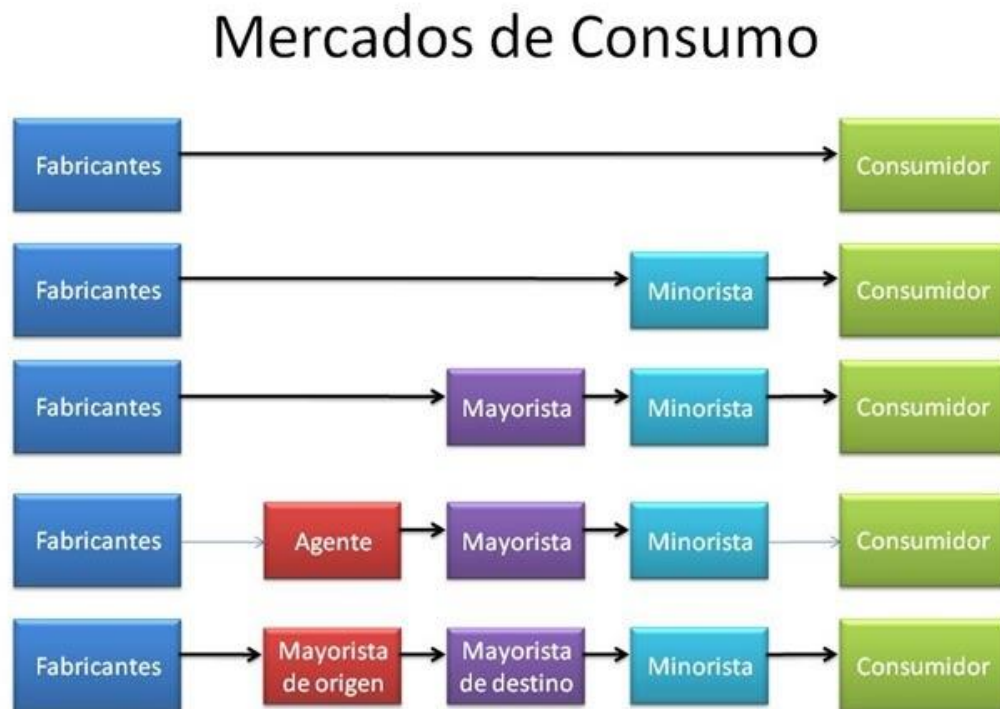 Mercados de Consumo
Fabricantes
Consumidor
Fabricantes
Minorista
Consumidor
Fabricantes
Mayorista
Minorista
Consumidor
Fabricantes
Agente
Mayorista
Minorista
Consumidor
Fabricantes
Mayorista
de origen
Mayorista
de destino
Minorista
Consumidor